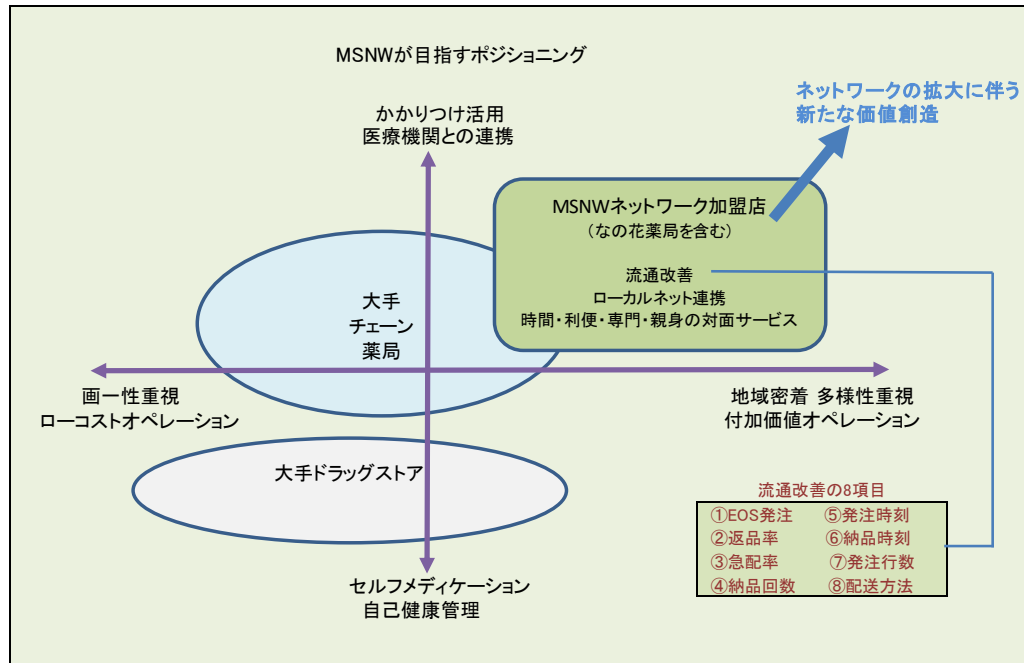 MSNWが目指すポジショニング
ネットワークの拡大に伴う
新たな価値創造
かかりつけ活用
医療機関との連携
MSNWネットワーク加盟店
（なの花薬局を含む）
流通改善
ローカルネット連携
時間・利便・専門・親身の対面サービス
大手
チェーン
薬局
画一性重視
ローコストオペレーション
地域密着 多様性重視
付加価値オペレーション
大手ドラッグストア
流通改善の8項目
①EOS発注 ⑤発注時刻
②返品率 ⑥納品時刻
③急配率 ⑦発注行数
④納品回数 ⑧配送方法
セルフメディケーション
自己健康管理